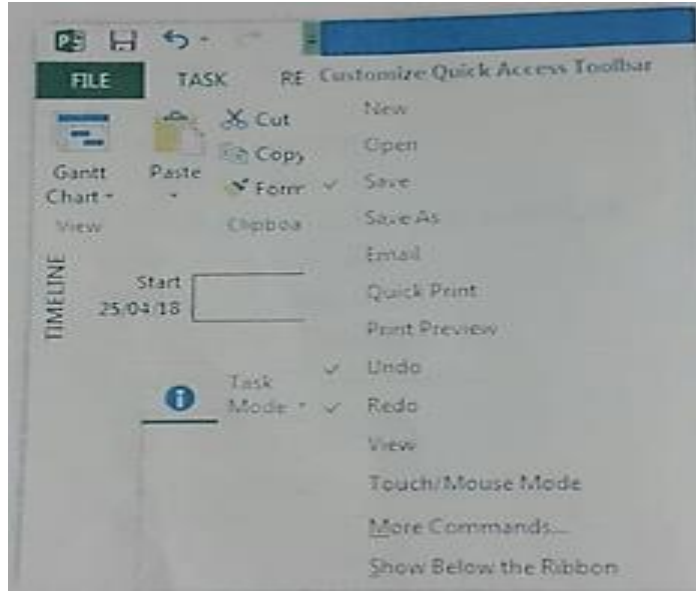 FILE TASK RE
Customize Quick Access Toolbar
Cut
Copy
Form
Gantt
Chart
Paste
View
Clipboa
New
Open
Save
Save As
Email
Quick Print
Print Preview
Undo
Redo
View
Touch/Mouse Mode
More Commands...
Show Below the Ribbon
TIMELINE
Start
25/04/18
Task
Mode